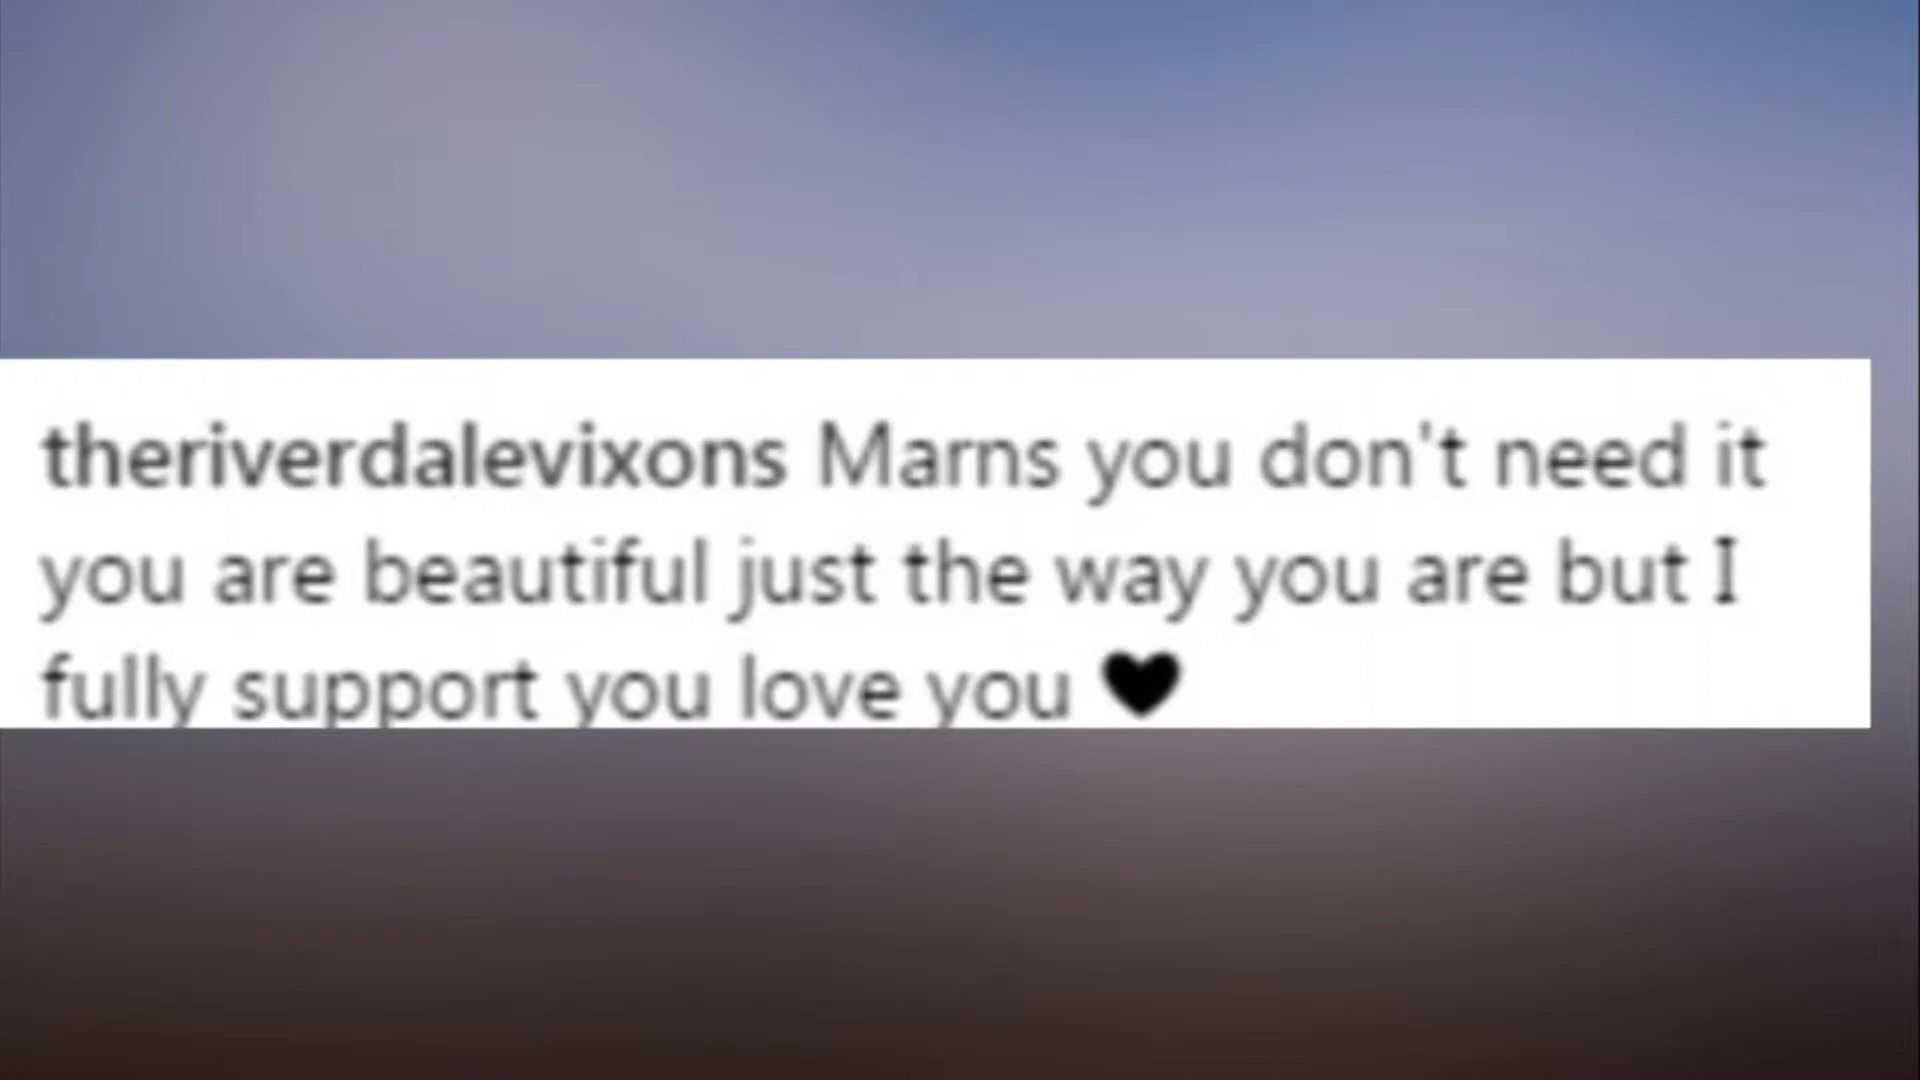 theriverdalevixons Marns you don't need it
you are beautiful just the way you are but I
fully support you love you 🖤